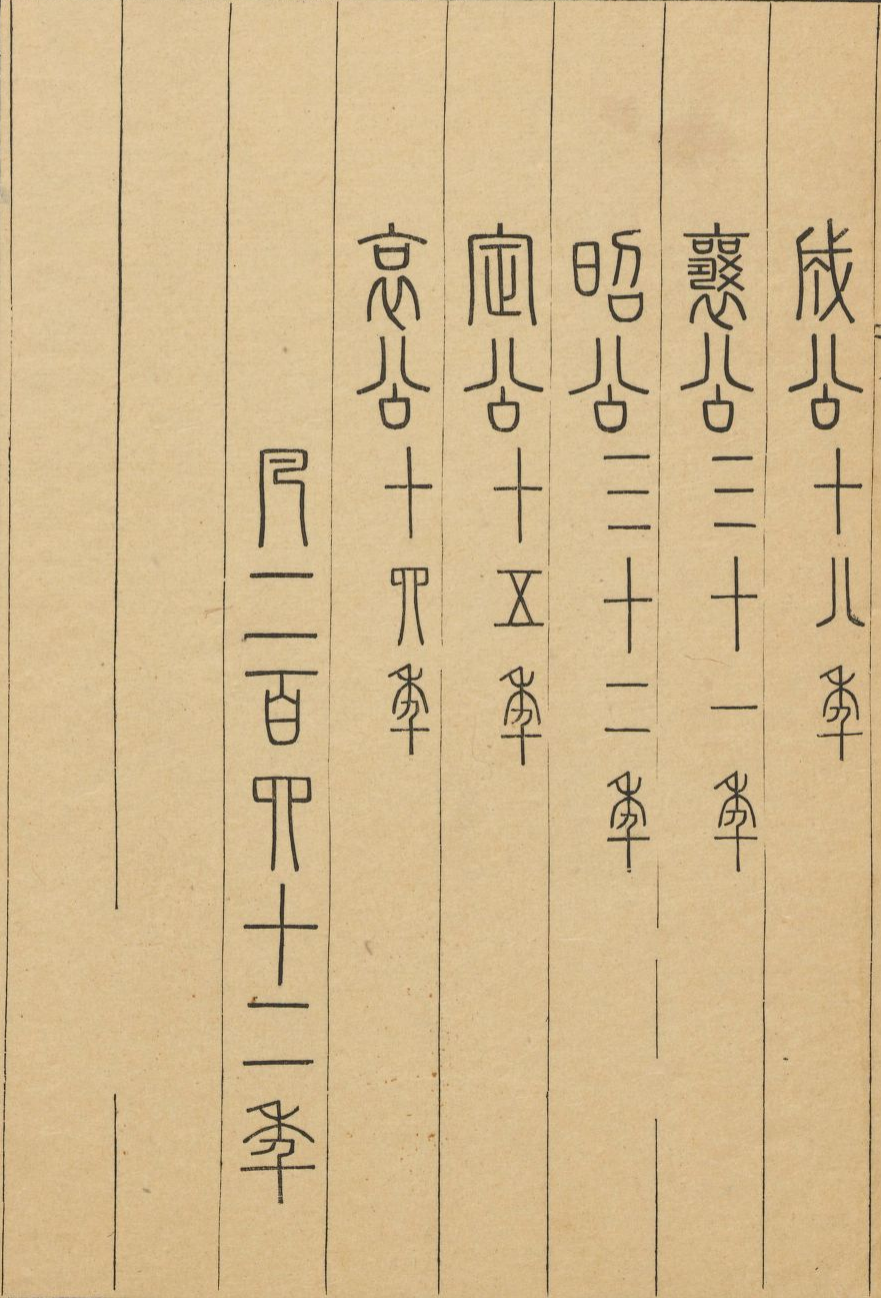 成公十八年
襄公三十一年
昭公三十二年
定公十五年
哀公十四年
凡二百四十二年